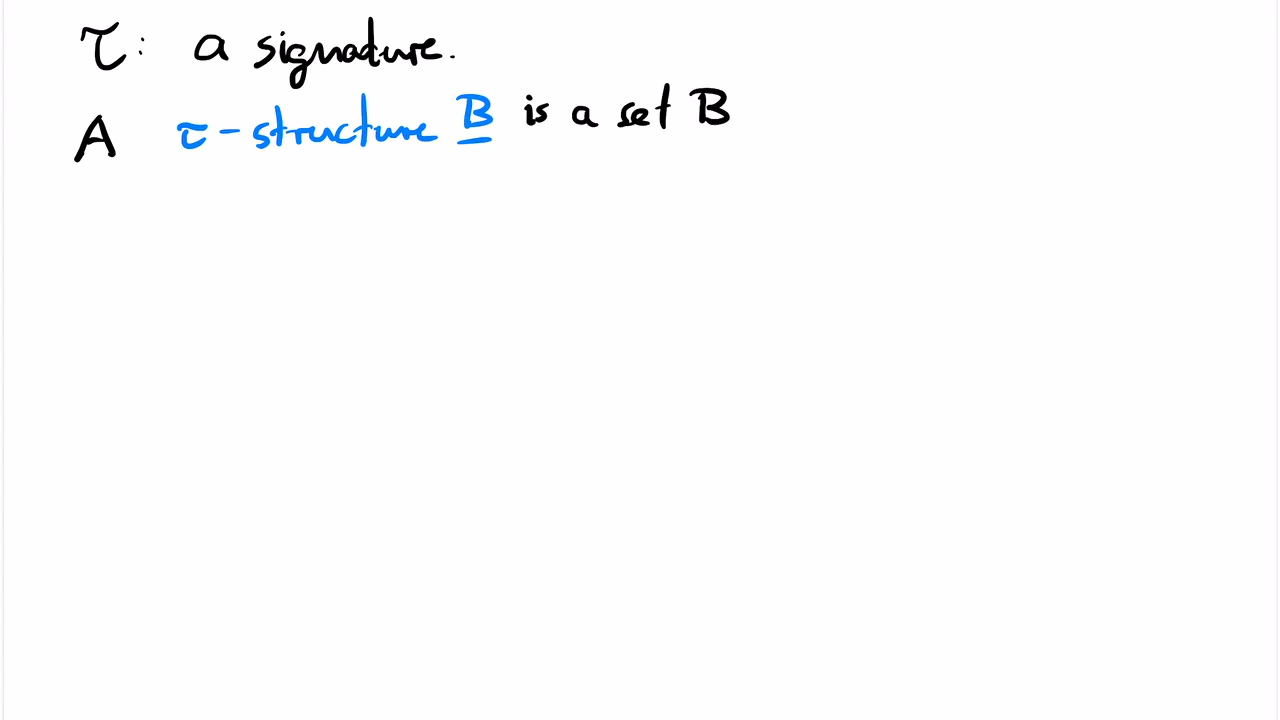 τ: a signature.
A τ-structure B is a set B